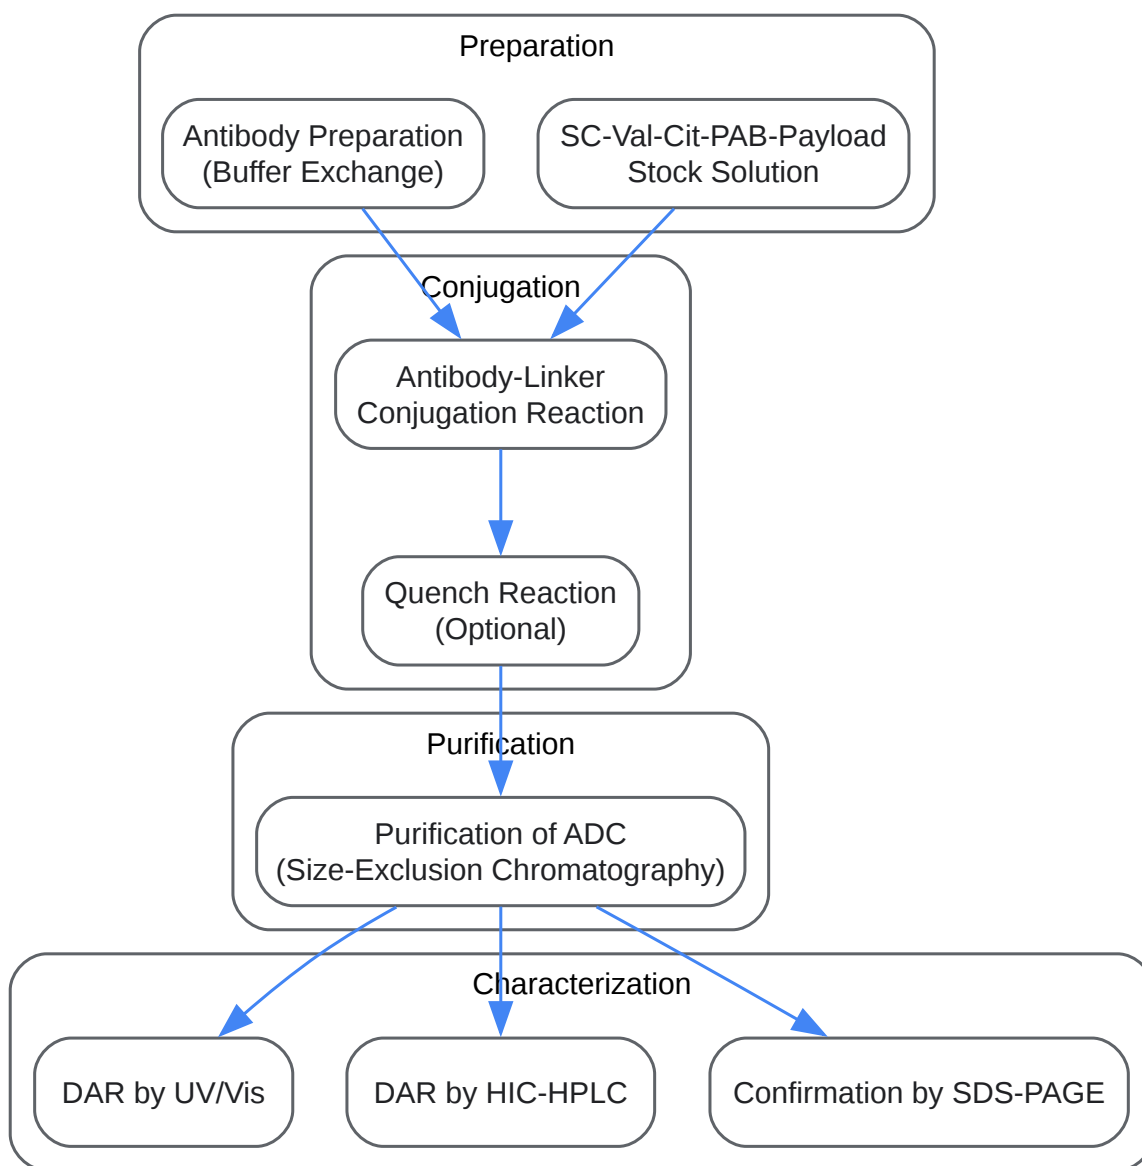 Preparation
Antibody Preparation
(Buffer Exchange)
SC-Val-Cit-PAB-Payload
Stock Solution
Conjugation
Antibody-Linker
Conjugation Reaction
Quench Reaction
(Optional)
Purification
Purification of ADC
(Size-Exclusion Chromatography)
Characterization
DAR by UV/Vis
DAR by HIC-HPLC
Confirmation by SDS-PAGE